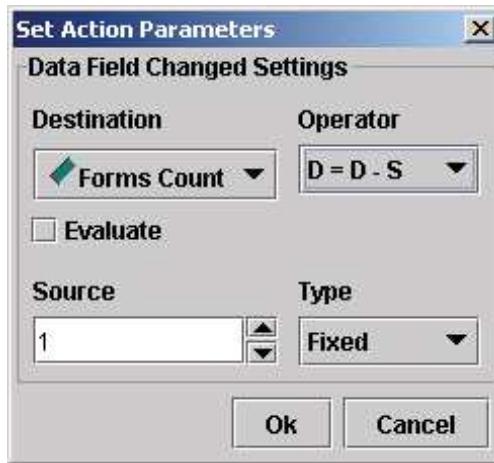 Set Action Parameters
Data Field Changed Settings
Destination Operator
Forms Count D = D - S
Evaluate
Source Type
1 Fixed
Ok Cancel